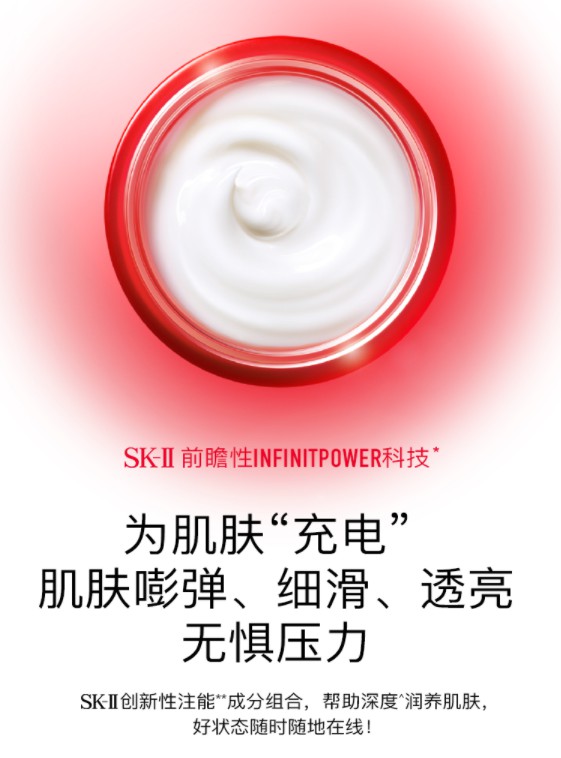 SK-II 前瞻性INFINITPOWER科技*
为肌肤“充电”
肌肤嘭弹、细滑、透亮
无惧压力
SK-II创新性注能**成分组合，帮助深度^润养肌肤，
好状态随时随地在线！